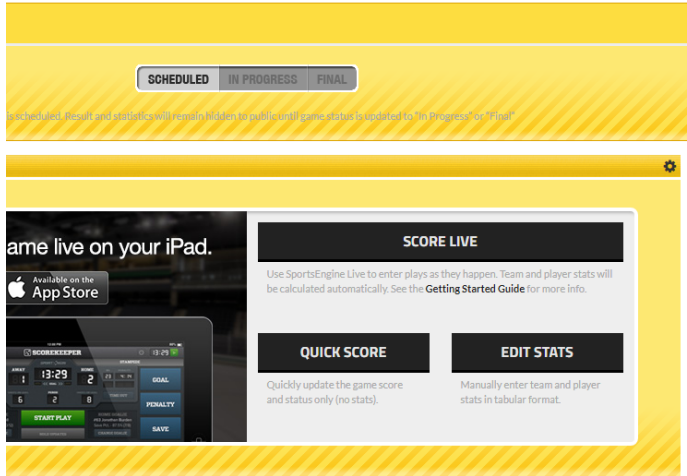 SCHEDULED IN PROGRESS FINAL
is scheduled. Result and statistics will remain hidden to public until game status is updated to "In Progress" or "Final"
ame live on your iPad.
Available on the
App Store
SCORE LIVE
Use SportsEngine Live to enter plays as they happen. Team and player stats will
be calculated automatically. See the Getting Started Guide for more info.
SCOREKEEPER 13:29
AWAY 13:29 HOME
1 2
6 2 8
GOAL
PENALTY
START PLAY
SAVE
QUICK SCORE
Quickly update the game score
and status only (no stats).
EDIT STATS
Manually enter team and player
stats in tabular format.